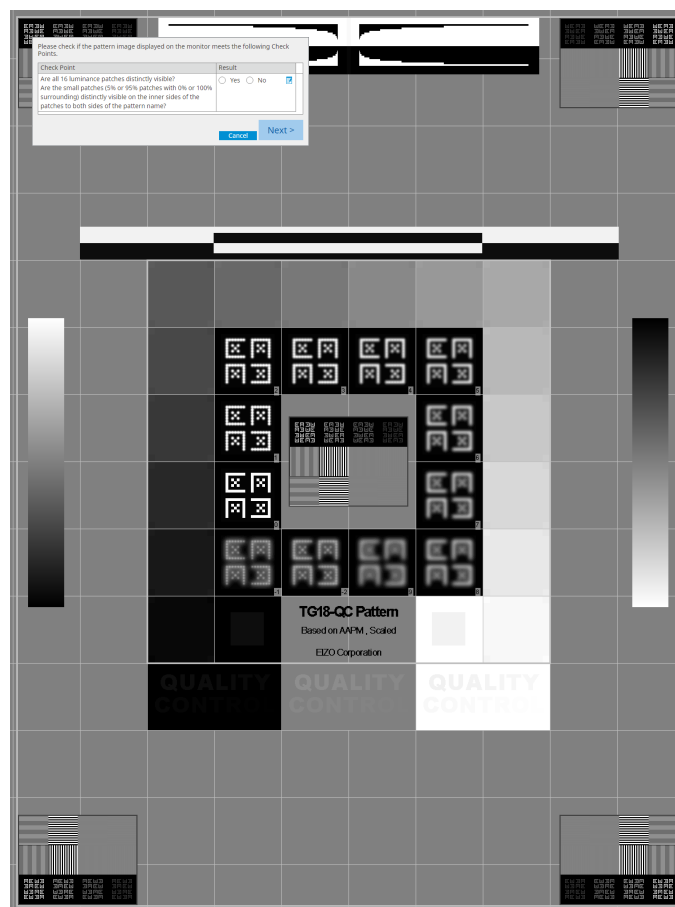 Please check if the pattern image displayed on the monitor meets the following Check
Points.
Check Point Result
Are all 16 luminance patches distinctly visible?
Are the small patches (5% or 95% patches with 0% or 100%
surrounding) distinctly visible on the inner sides of the
patches to both sides of the pattern name?
Yes No
Cancel
Next >
TG18-QC Pattern
Based on AAPM , Scaled
EIZO Corporation
QUALITY QUALITY QUALITY
CONTROL CONTROL CONTROL